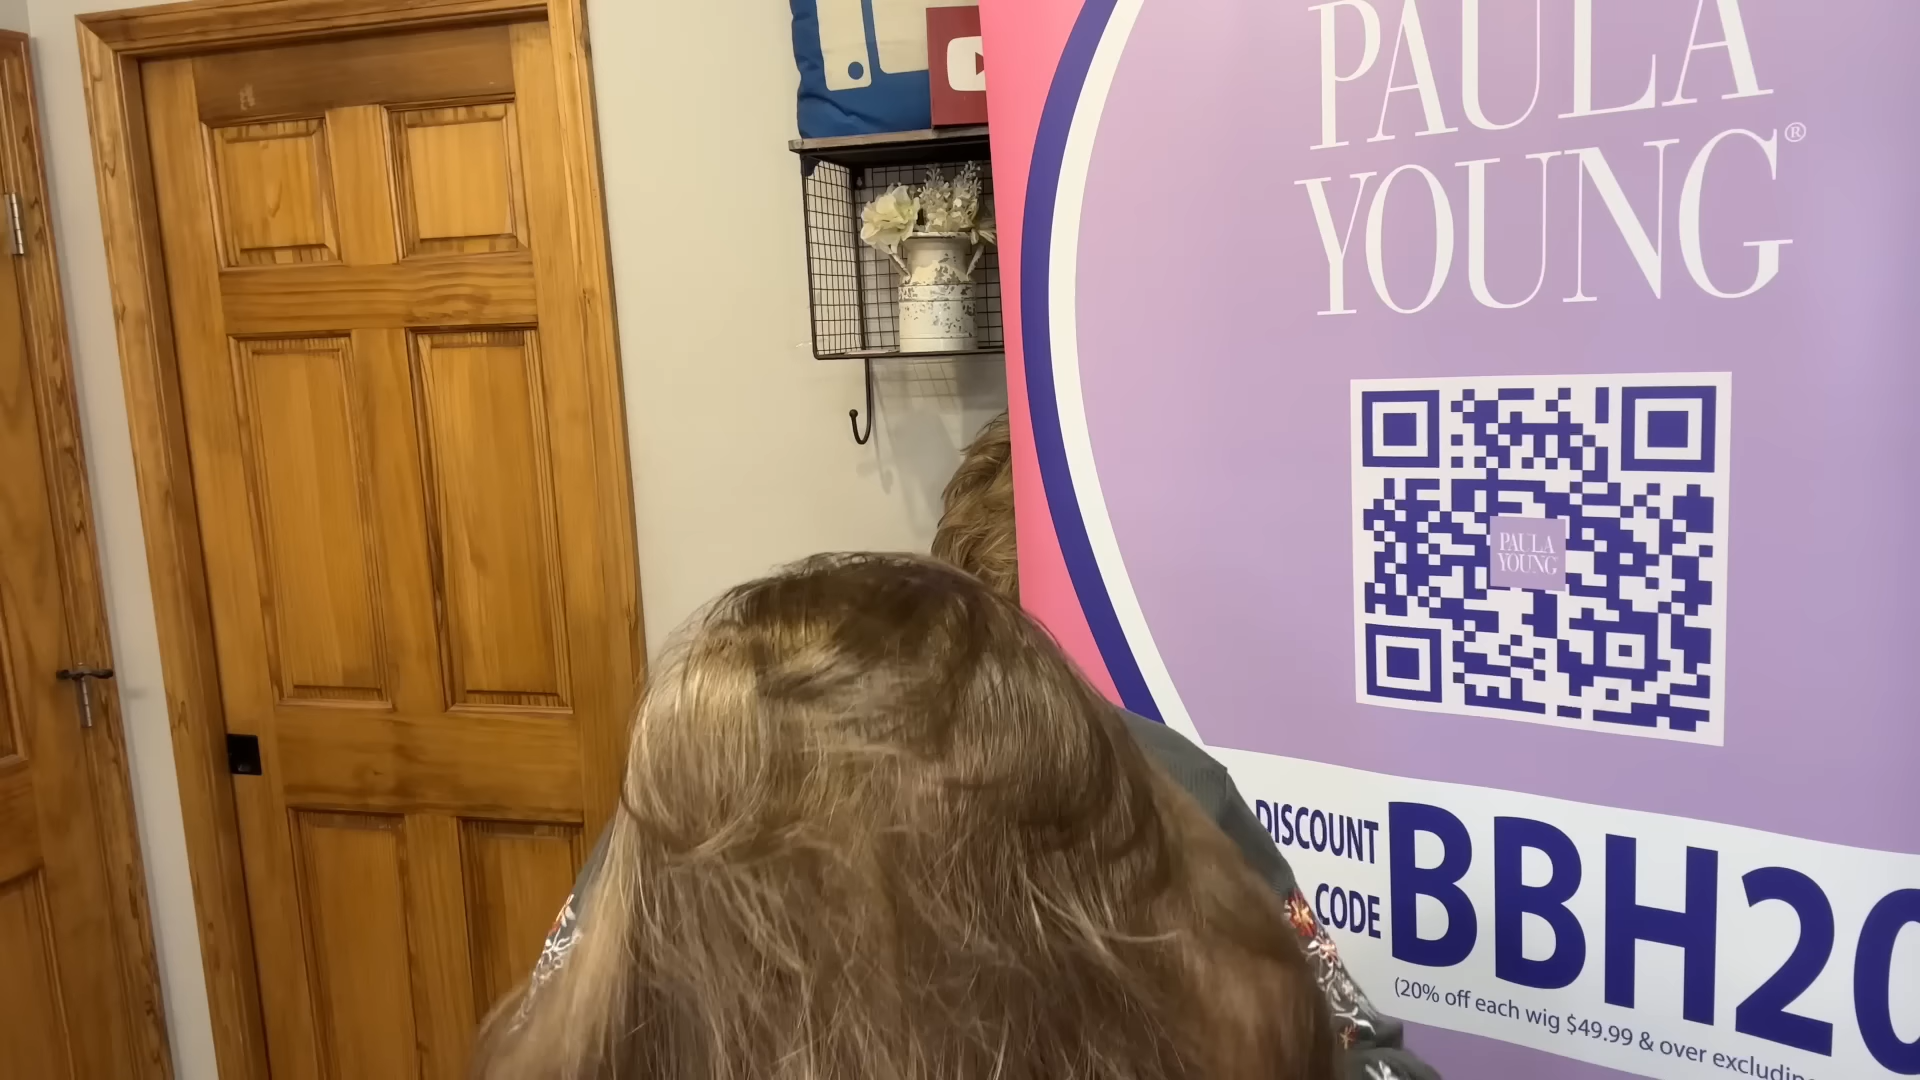 PAULA
YOUNG®
PAULA
YOUNG
DISCOUNT
CODE
BBH20
(20% off each wig $49.99 & over excluding